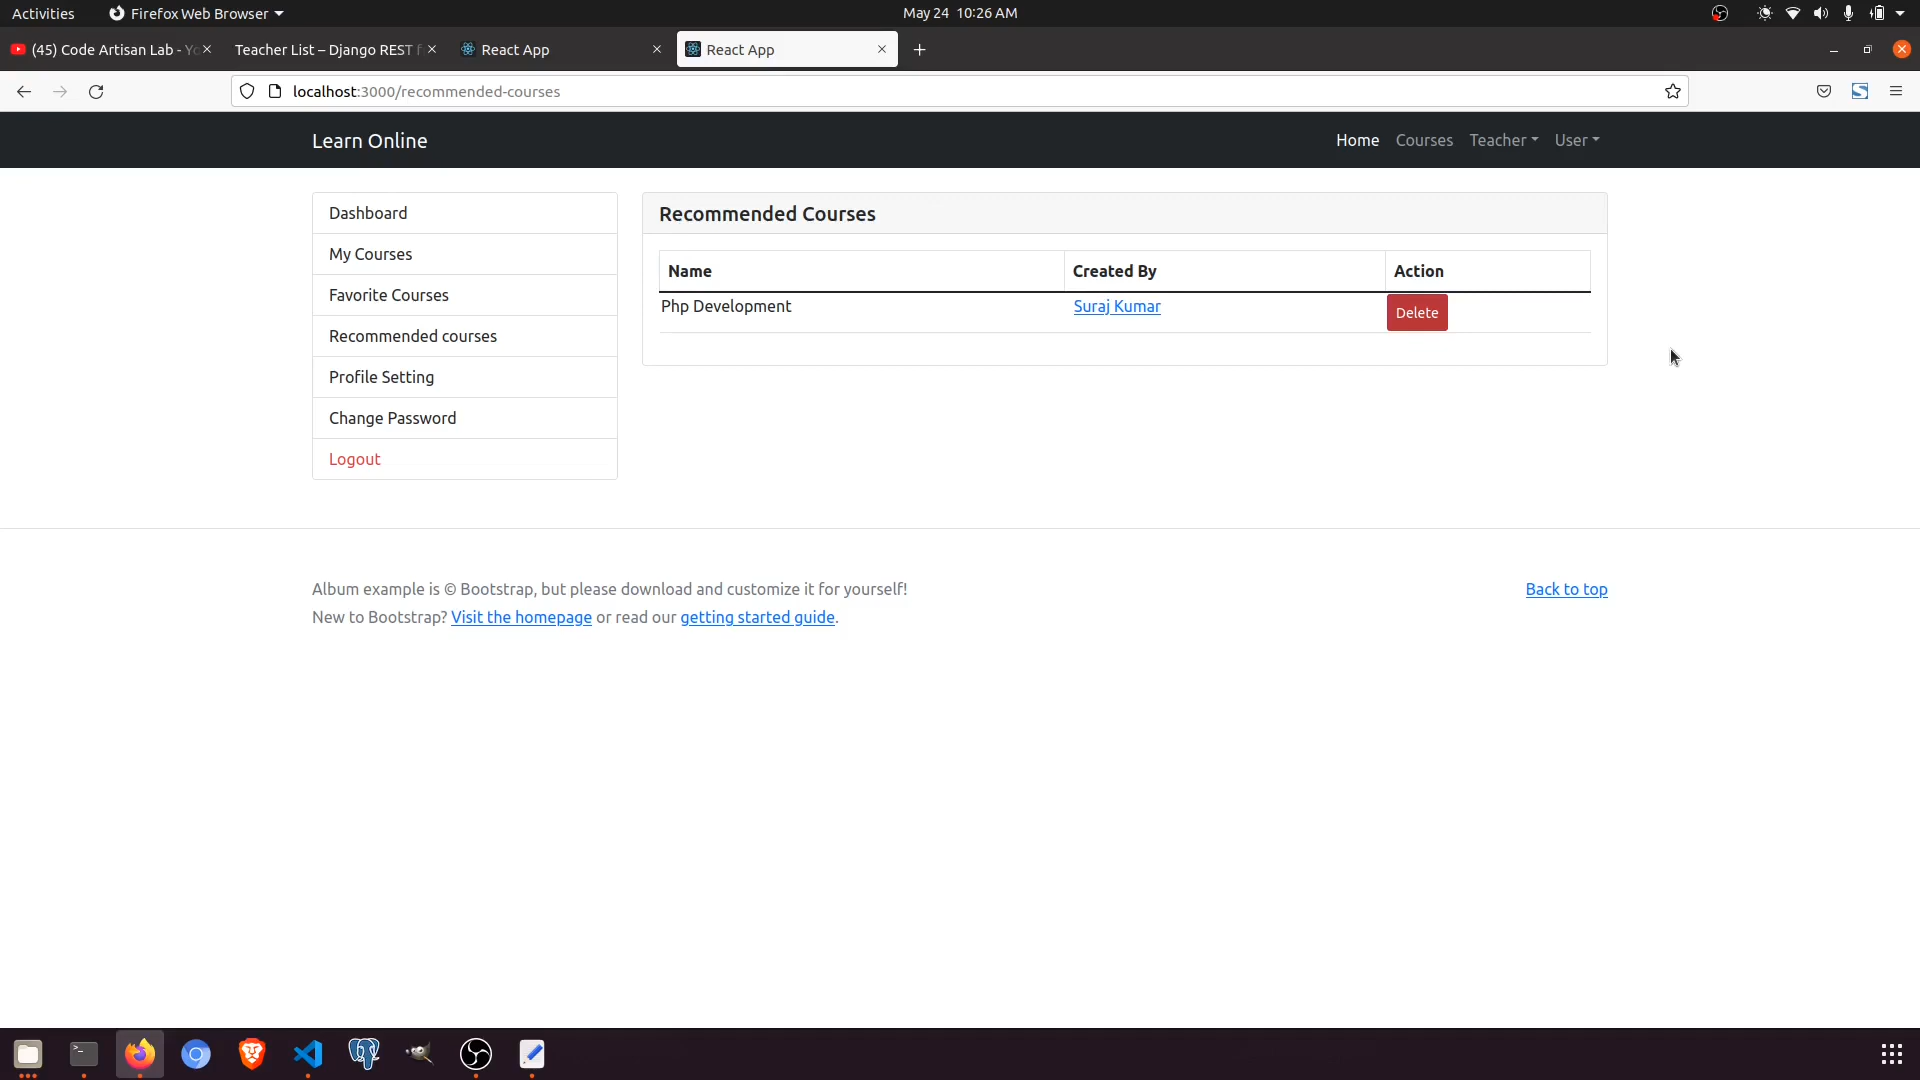 Activities
Firefox Web Browser
May 24 10:26 AM
(45) Code Artisan Lab - Yo
Teacher List – Django REST f
React App
React App
localhost:3000/recommended-courses
Learn Online
Home
Courses
Teacher
User
Dashboard
My Courses
Favorite Courses
Recommended courses
Profile Setting
Change Password
Logout
Recommended Courses
Name
Created By
Action
Php Development
Suraj Kumar
Delete
Album example is © Bootstrap, but please download and customize it for yourself!
Back to top
New to Bootstrap? Visit the homepage or read our getting started guide.